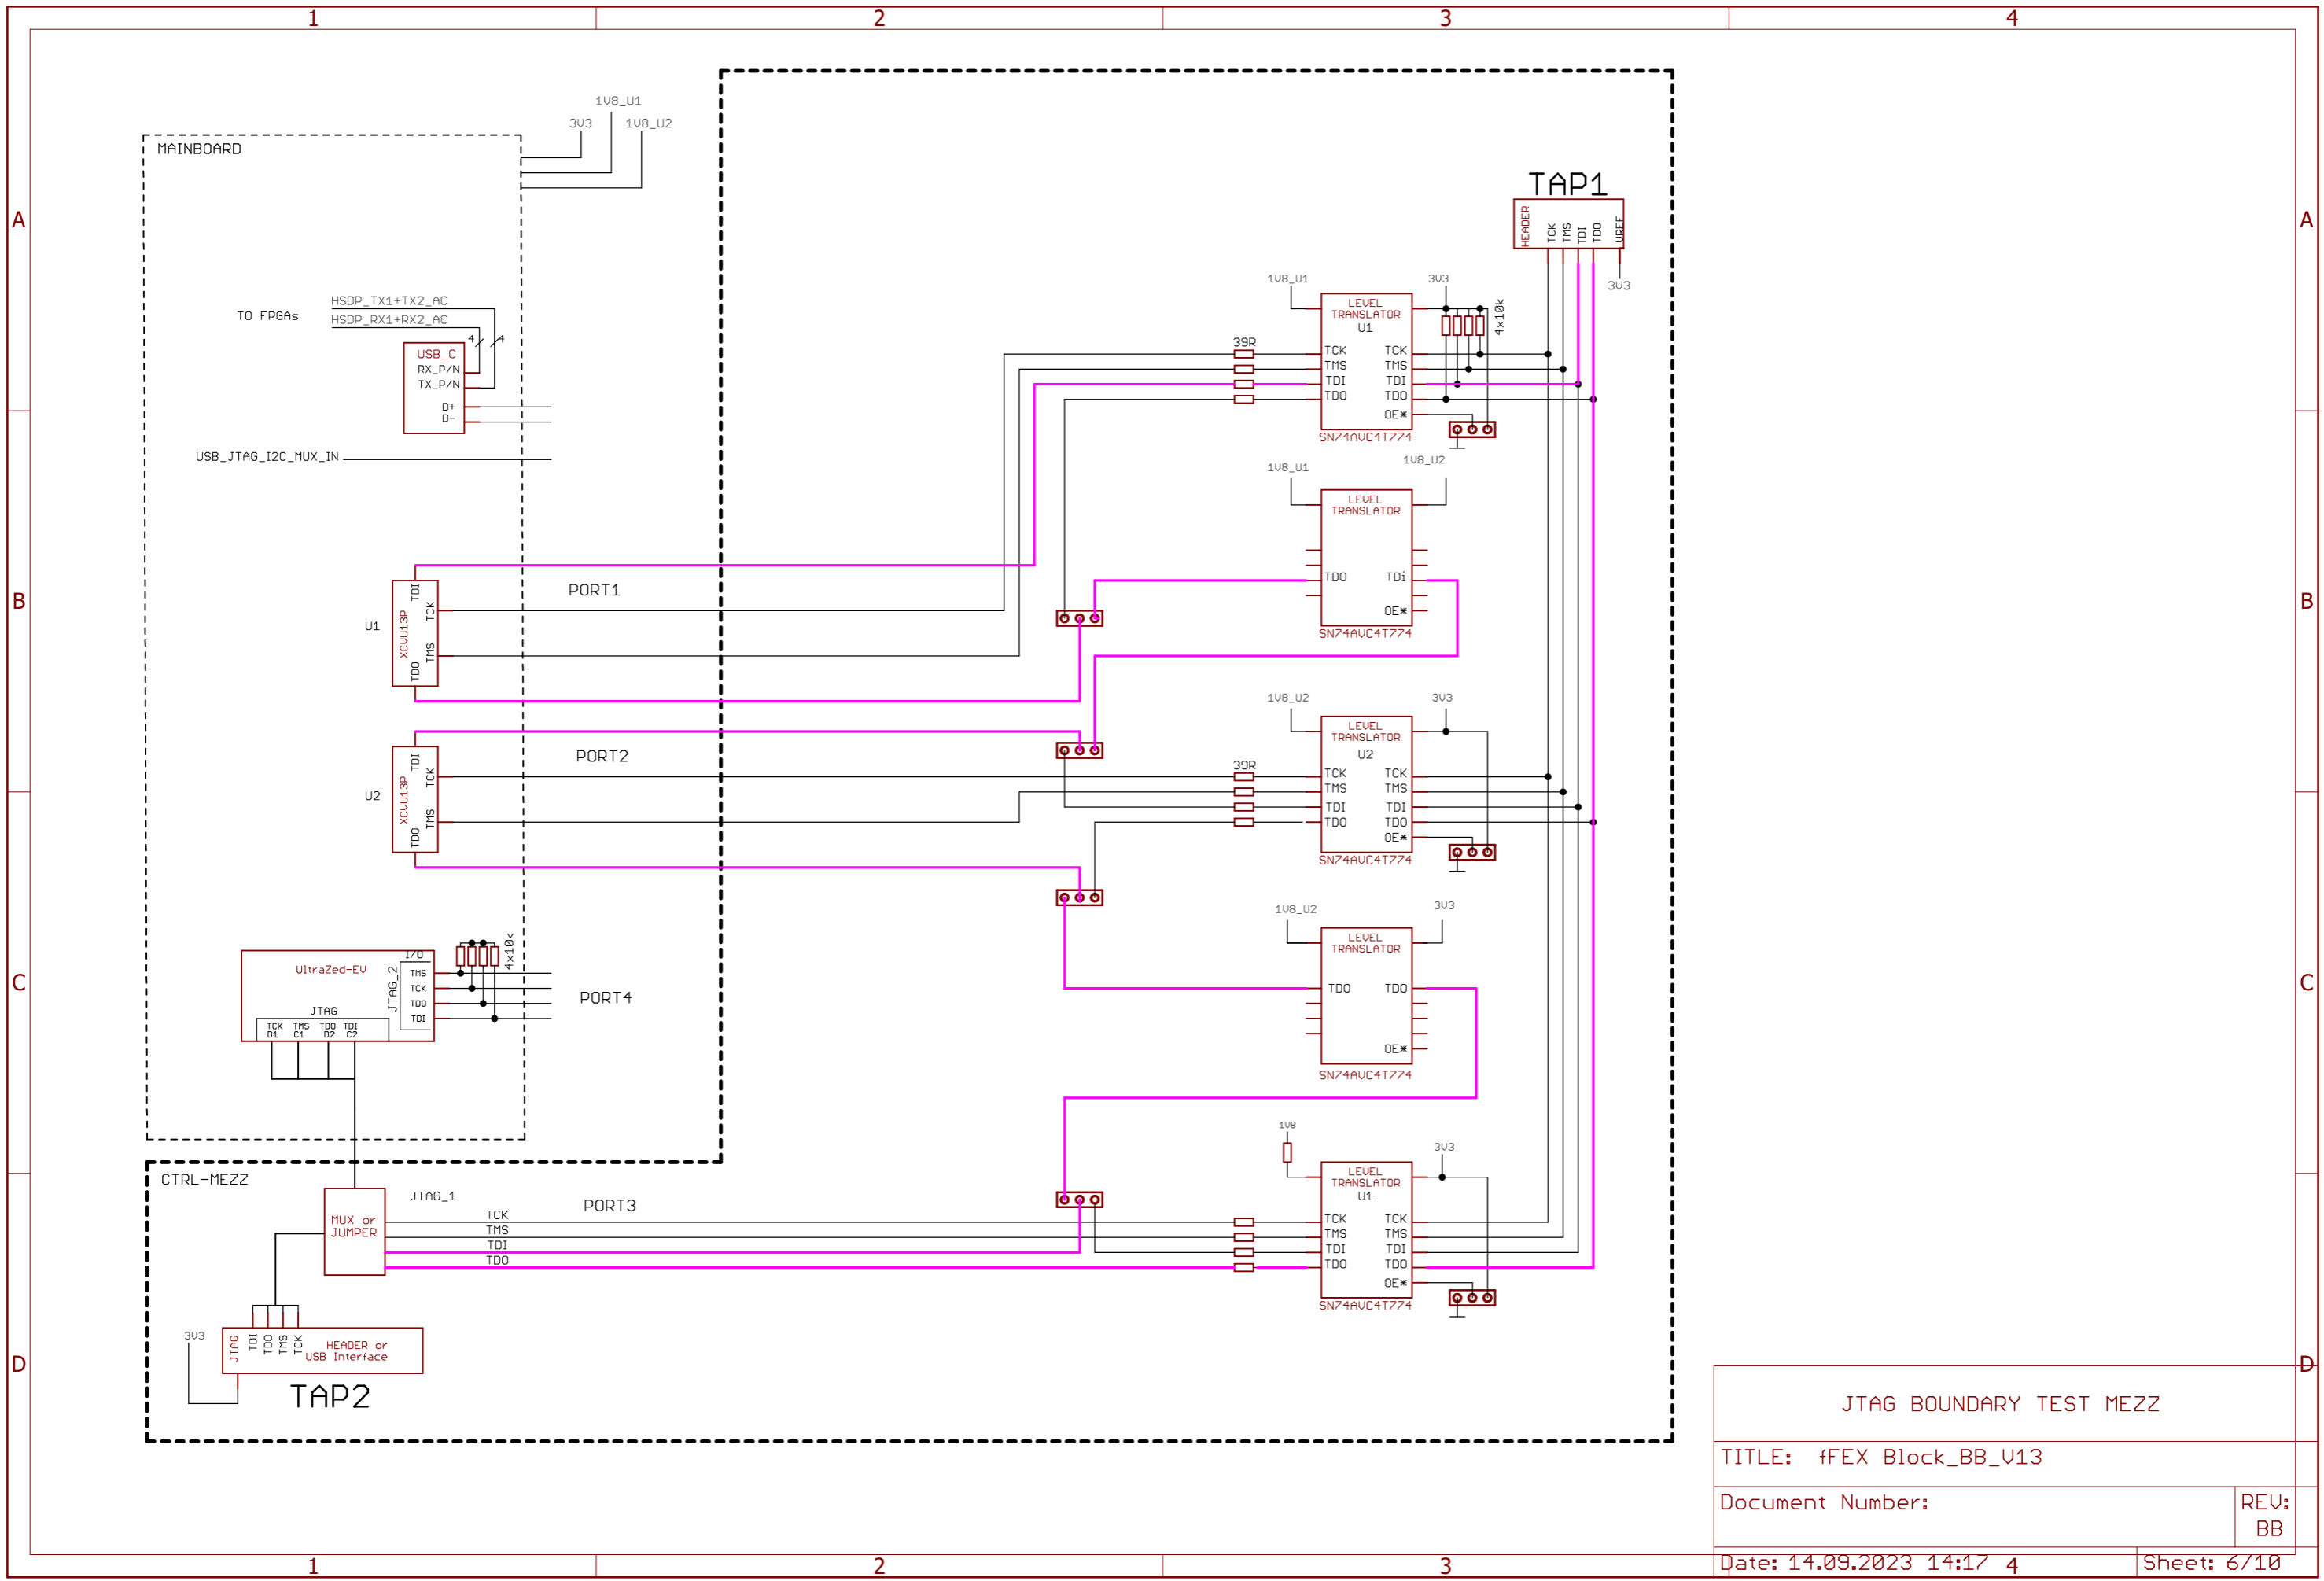 1 2 3 4
A
B
C
D
A
B
C
D
1V8_U1
3V3 1V8_U2
MAINBOARD
TO FPGAs
HSDP_TX1+TX2_AC
HSDP_RX1+RX2_AC
4 4
USB_C
RX_P/N
TX_P/N
D+
D-
USB_JTAG_I2C_MUX_IN
PORT1
U1
XCVU13P
TDI
TCK
TMS
TDO
PORT2
U2
XCVU13P
TDI
TCK
TMS
TDO
UltraZed-EV
I/O
JTAG_2
TMS
TCK
TDO
TDI
4x10k
JTAG
TCK TMS TDO TDI
D1 C1 D2 C2
PORT4
CTRL-MEZZ
MUX or
JUMPER
JTAG_1
PORT3
TCK
TMS
TDI
TDO
3V3
JTAG
TDI
TDO
TMS
TCK
HEADER or
USB Interface
TAP2
TAP1
HEADER
TCK
TMS
TDI
TDO
VREF
3V3
1V8_U1 3V3
LEVEL
TRANSLATOR
U1
4x10k
39R
TCK TCK
TMS TMS
TDI TDI
TDO TDO
OE*
SN74AVC4T774
1V8_U1 1V8_U2
LEVEL
TRANSLATOR
TDO TDi
OE*
SN74AVC4T774
1V8_U2 3V3
LEVEL
TRANSLATOR
U2
39R
TCK TCK
TMS TMS
TDI TDI
TDO TDO
OE*
SN74AVC4T774
1V8_U2 3V3
LEVEL
TRANSLATOR
TDO TDO
OE*
SN74AVC4T774
1V8 3V3
LEVEL
TRANSLATOR
U1
TCK TCK
TMS TMS
TDI TDI
TDO TDO
OE*
SN74AVC4T774
JTAG BOUNDARY TEST MEZZ
TITLE: fFEX Block_BB_V13
Document Number:
REV:
BB
Date: 14.09.2023 14:17
Sheet: 6/10
1 2 3 4